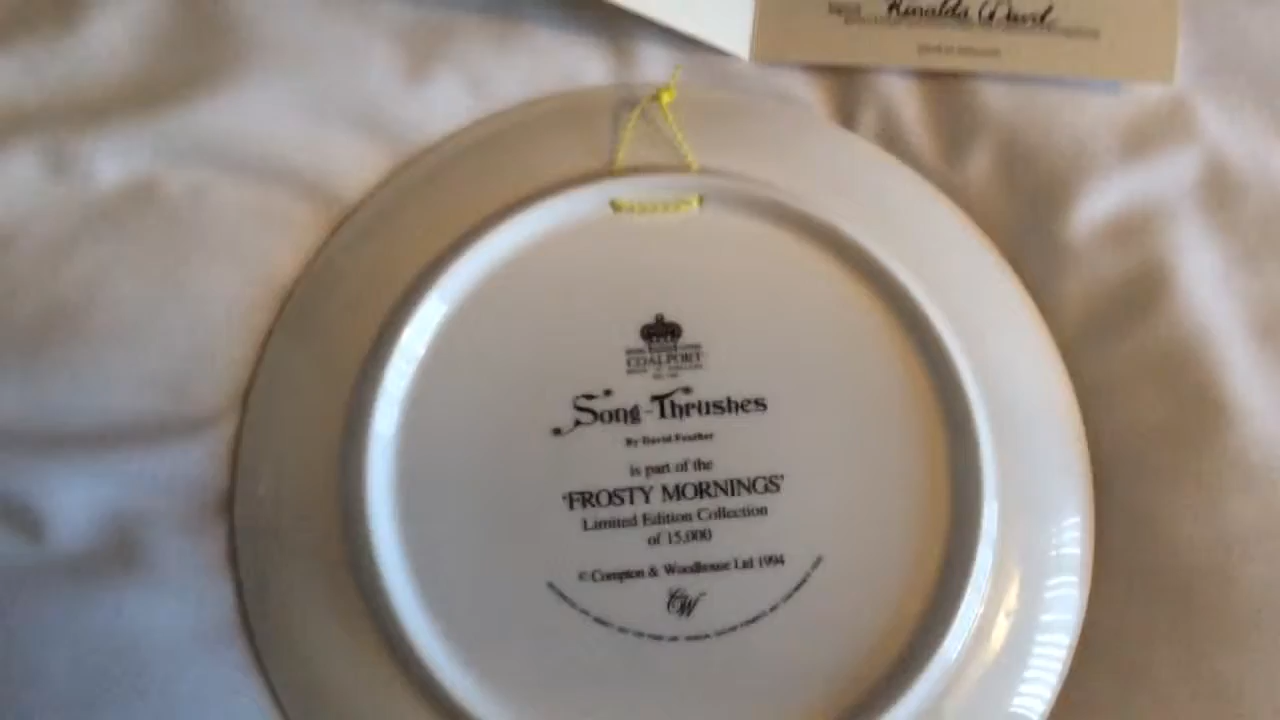 COALPORT
Song-Thrushes
By David Feather
is part of the
'FROSTY MORNINGS'
Limited Edition Collection
of 15,000
© Compton & Woodhouse Ltd 1994
CW